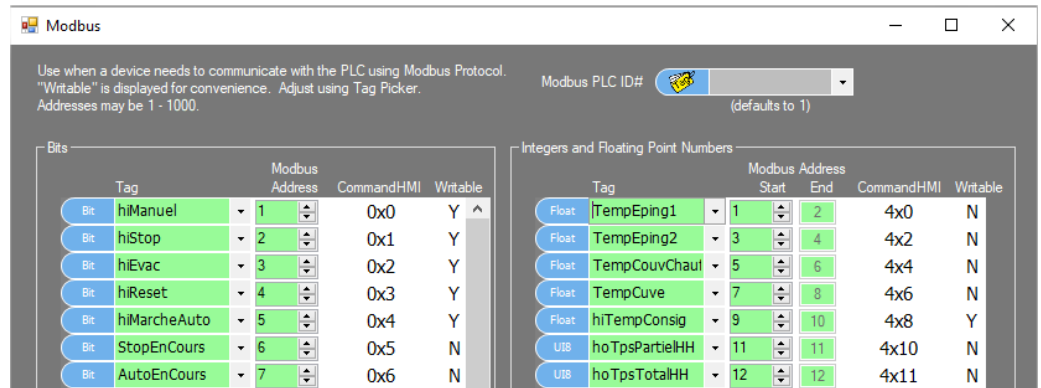 Modbus
Use when a device needs to communicate with the PLC using Modbus Protocol.
"Writable" is displayed for convenience. Adjust using Tag Picker.
Addresses may be 1 - 1000.
Modbus PLC ID#
(defaults to 1)
Bits
Modbus
Tag Address CommandHMI Writable
Bit hiManuel 1 0x0 Y
Bit hiStop 2 0x1 Y
Bit hiEvac 3 0x2 Y
Bit hiReset 4 0x3 Y
Bit hiMarcheAuto 5 0x4 Y
Bit StopEnCours 6 0x5 N
Bit AutoEnCours 7 0x6 N
Integers and Floating Point Numbers
Modbus Address
Tag Start End CommandHMI Writable
Float TempEping1 1 2 4x0 N
Float TempEping2 3 4 4x2 N
Float TempCouvChauf 5 6 4x4 N
Float TempCuve 7 8 4x6 N
Float hiTempConsig 9 10 4x8 Y
UI8 hoTpsPartielHH 11 11 4x10 N
UI8 hoTpsTotalHH 12 12 4x11 N